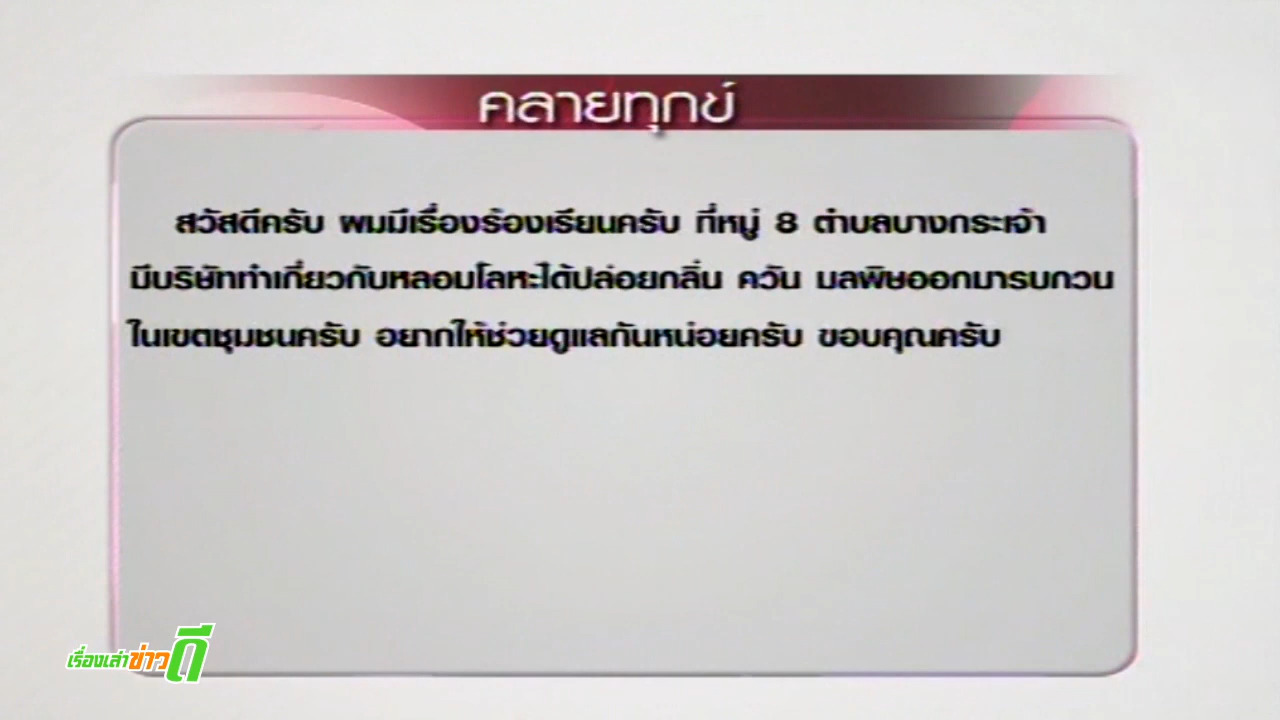 คลายทุกข์
สวัสดีครับ ผมมีเรื่องร้องเรียนครับ ที่หมู่ 8 ตำบลบางกระเจ้า
มีบริษัททำเกี่ยวกับหลอมโลหะได้ปล่อยกลิ่น ควัน มลพิษออกมารบกวน
ในเขตชุมชนครับ อยากให้ช่วยดูแลกันหน่อยครับ ขอบคุณครับ
เรื่องเล่าข่าวดี